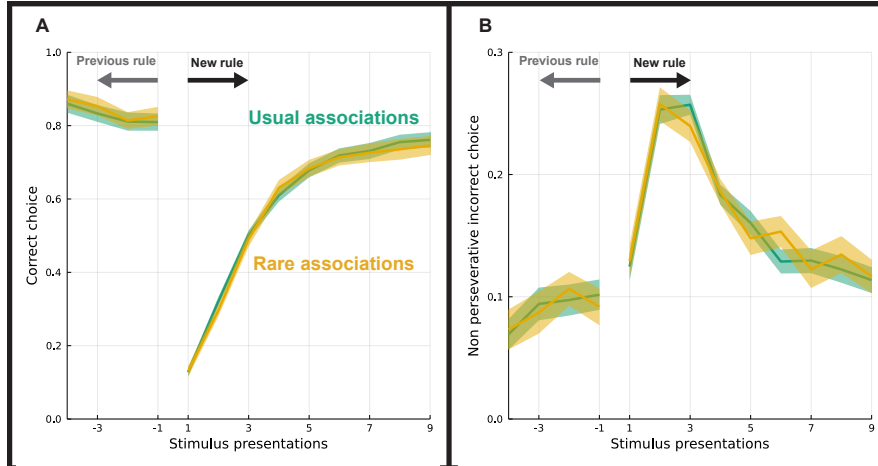 A
Previous rule
New rule
Usual associations
Rare associations
Correct choice
1.0
0.8
0.6
0.4
0.2
0.0
-3
1
3
5
7
9
Stimulus presentations
B
Previous rule
New rule
Non perseverative incorrect choice
0.3
0.2
0.1
0.0
-3
1
3
5
7
9
Stimulus presentations